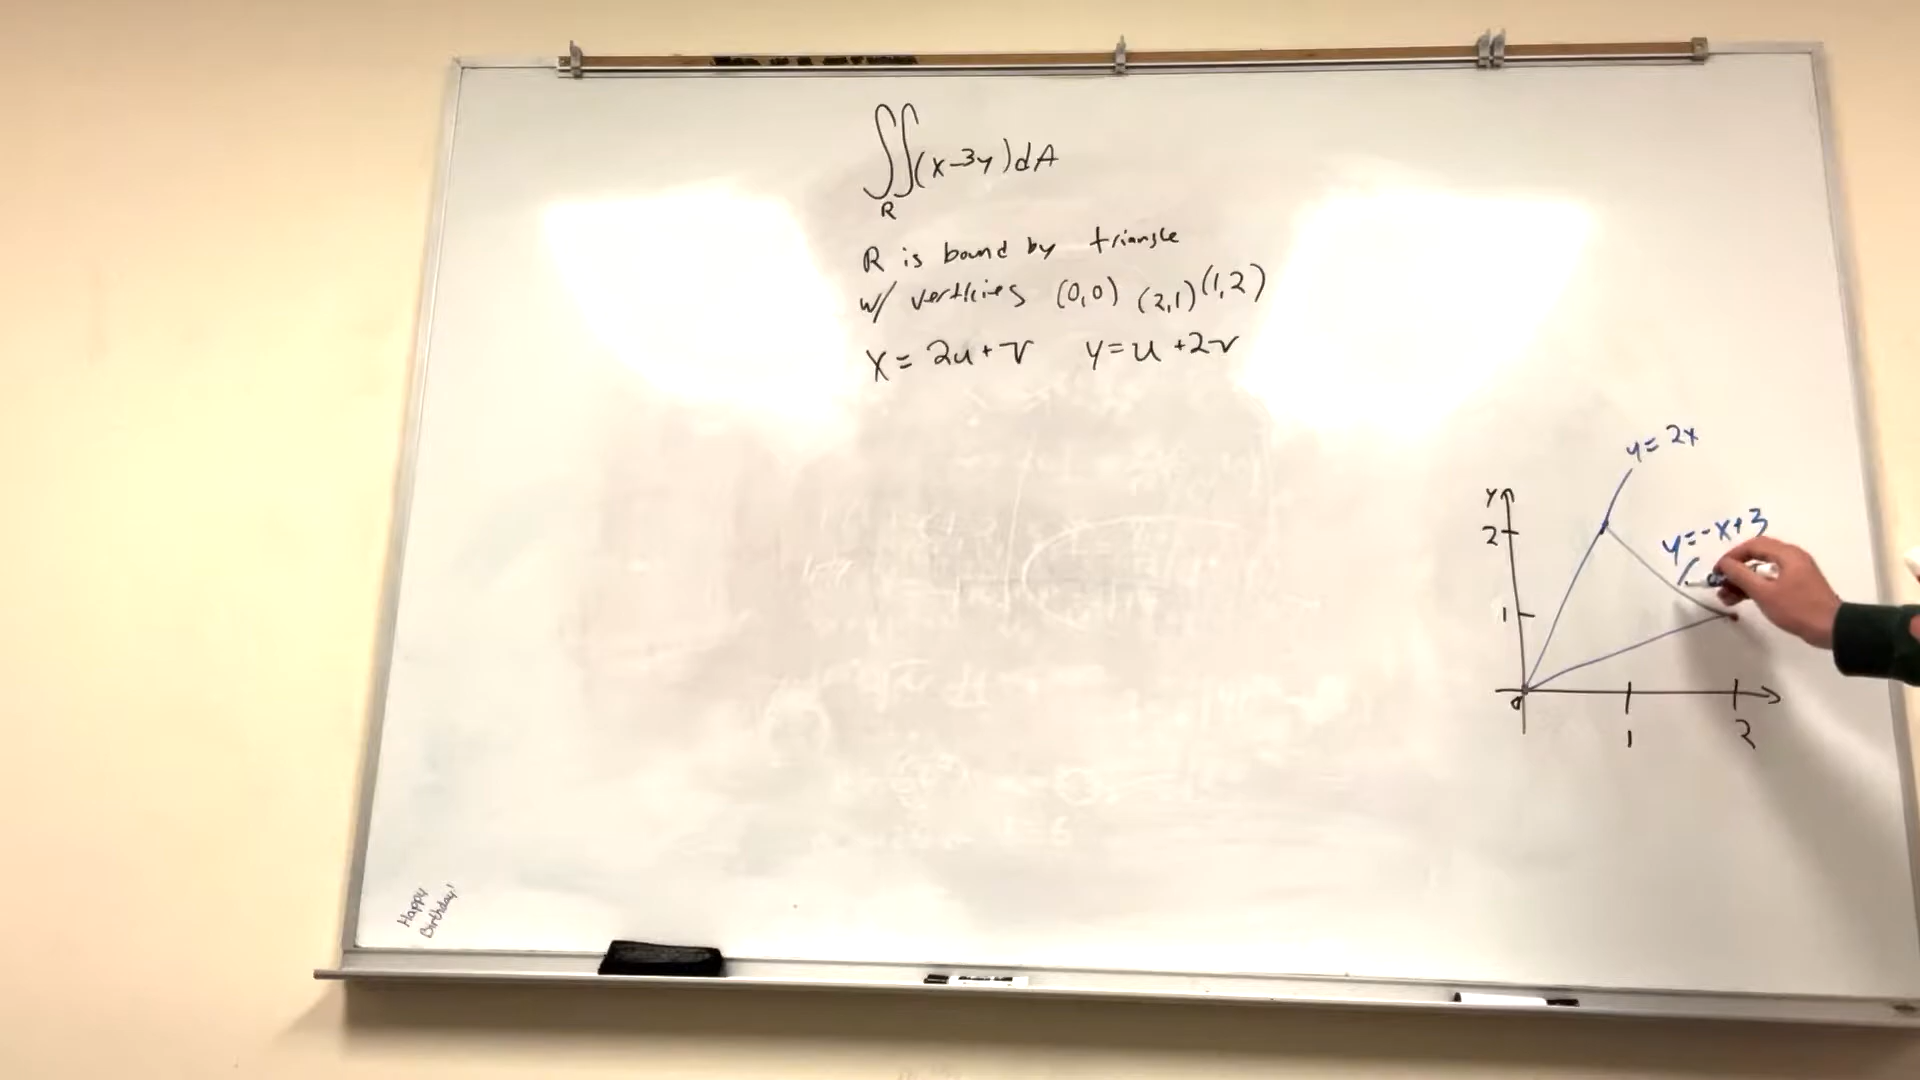 ∬(x-3y)dA
R
R is bound by triangle
w/ verticies (0,0) (2,1) (1,2)
x = 2u+v y=u+2v
y=2x
y=-x+3
y
2
1
0
1
2
Happy
Birthday!